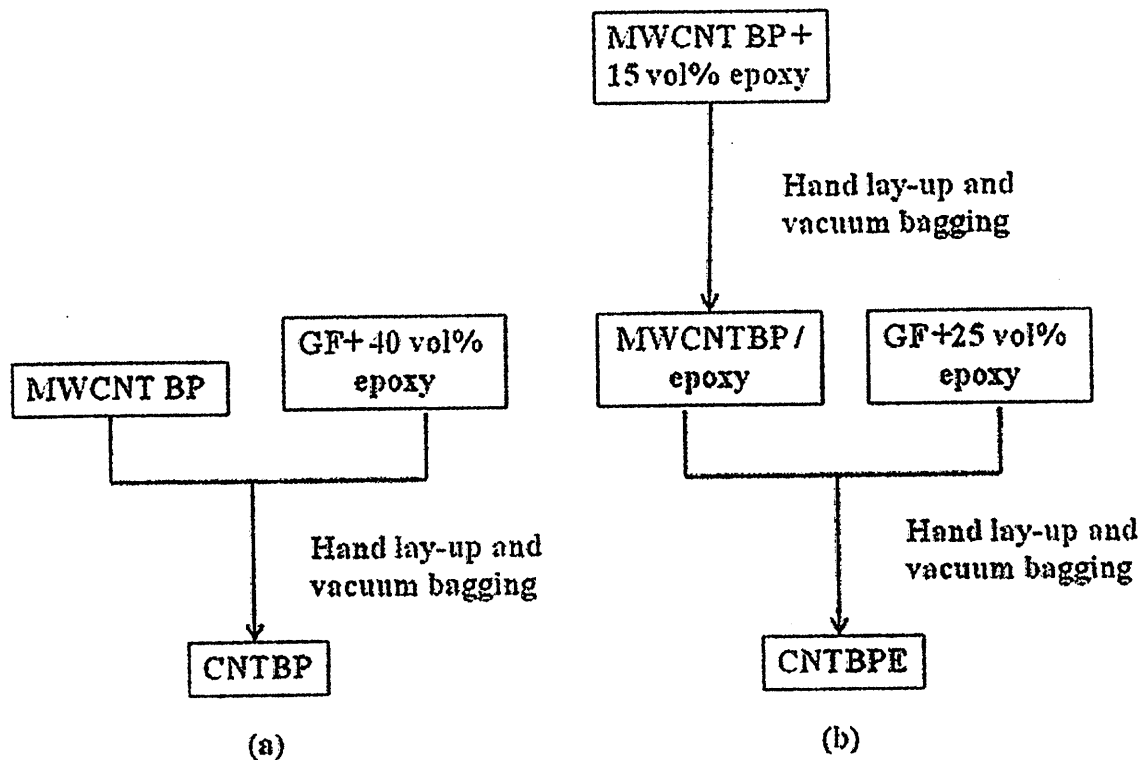 MWCNT BP
GF+40 vol%
epoxy
Hand lay-up and
vacuum bagging
CNTBP
(a)
MWCNT BP+
15 vol% epoxy
Hand lay-up and
vacuum bagging
MWCNTBP/
epoxy
GF+25 vol%
epoxy
Hand lay-up and
vacuum bagging
CNTBPE
(b)